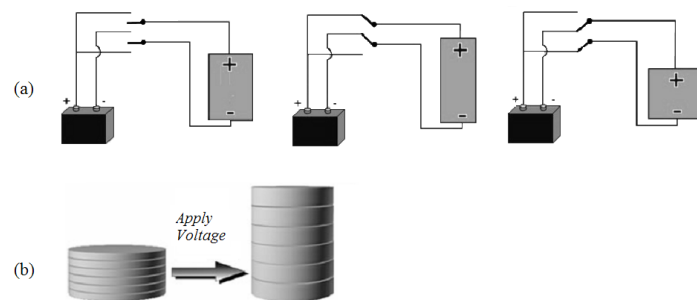 (a)
+ -
+
-
+ -
+
-
+ -
+
-
(b)
Apply
Voltage